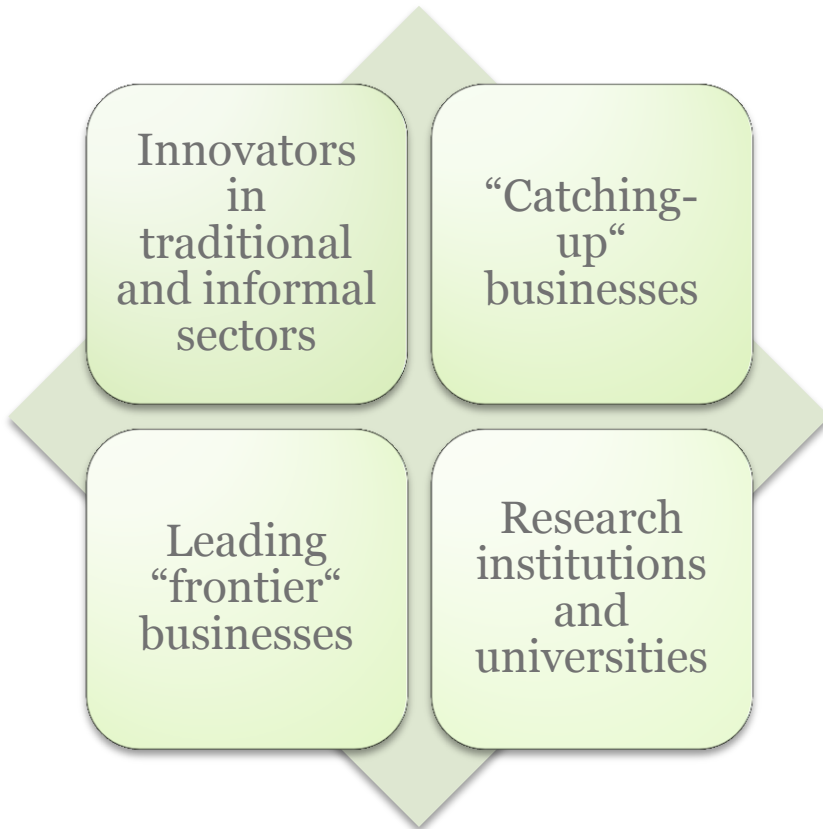 Innovators
in
traditional
and informal
sectors
“Catching-
up“
businesses
Leading
“frontier“
businesses
Research
institutions
and
universities